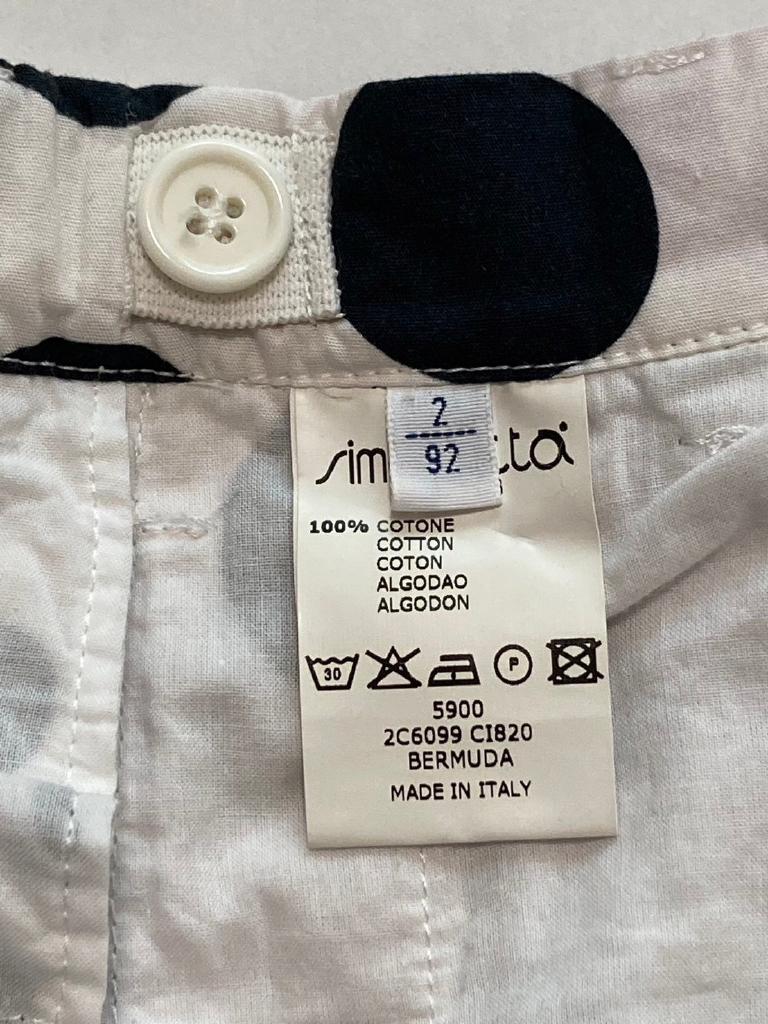 2
92
100% COTONE
COTTON
COTON
ALGODAO
ALGODON
30
P
5900
2C6099 CI820
BERMUDA
MADE IN ITALY